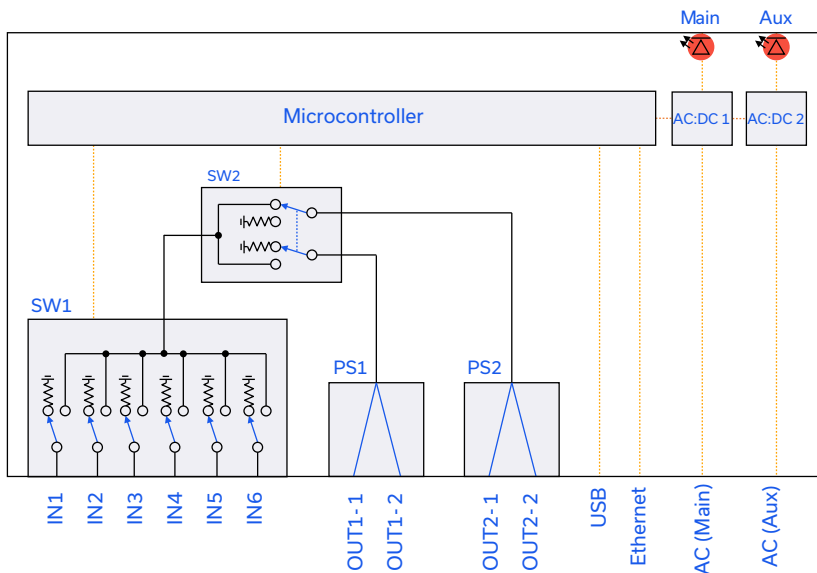 Main
Aux
Microcontroller
AC:DC 1
AC:DC 2
SW2
SW1
PS1
PS2
IN1
IN2
IN3
IN4
IN5
IN6
OUT1- 1
OUT1- 2
OUT2- 1
OUT2- 2
USB
Ethernet
AC (Main)
AC (Aux)